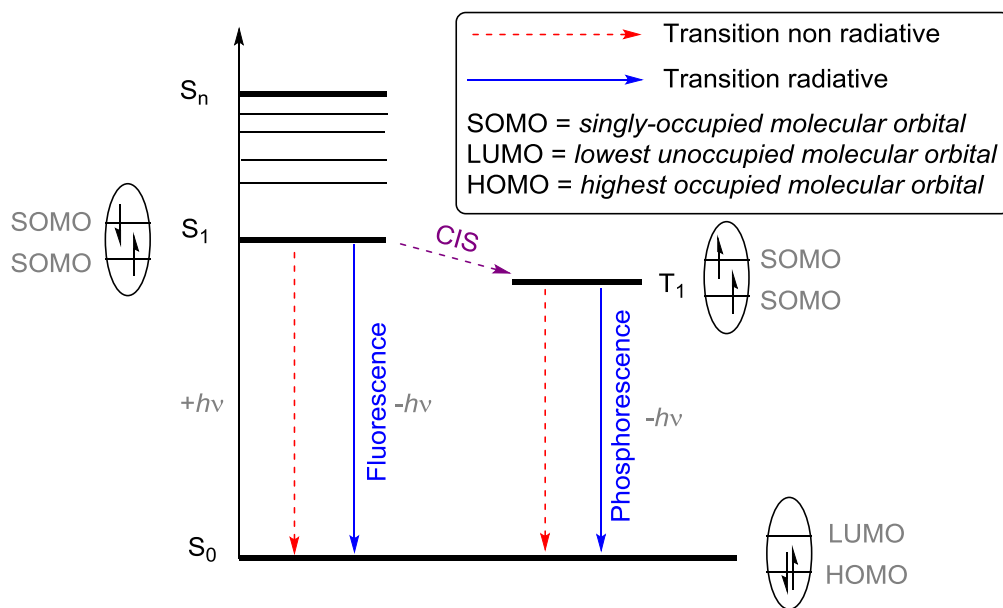 Transition non radiative
Transition radiative
SOMO = singly-occupied molecular orbital
LUMO = lowest unoccupied molecular orbital
HOMO = highest occupied molecular orbital
Sn
SOMO
SOMO
S1
CIS
T1
SOMO
SOMO
+hν
Fluorescence
-hν
Phosphorescence
-hν
S0
LUMO
HOMO